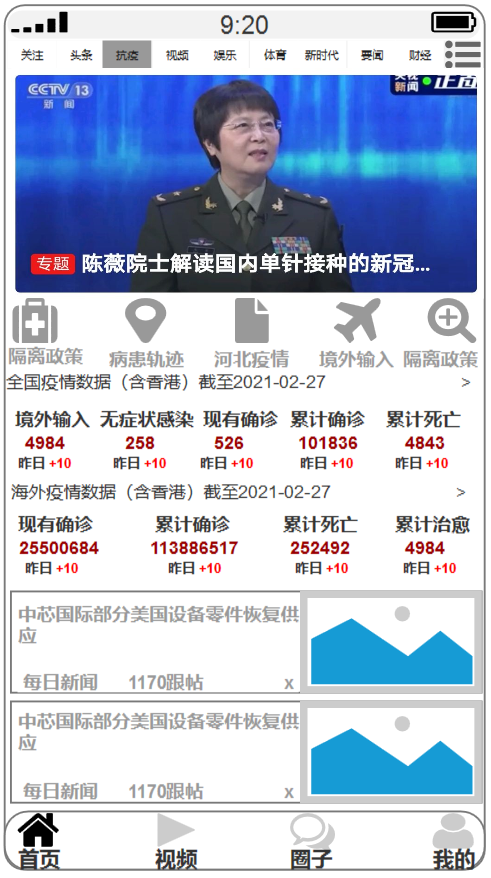 9:20
关注 头条 抗疫 视频 娱乐 体育 新时代 要闻 财经
CCTV 13
新闻
新闻 正向
专题 陈薇院士解读国内单针接种的新冠...
隔离政策 病患轨迹 河北疫情 境外输入 隔离政策
全国疫情数据（含香港）截至2021-02-27 >
境外输入 无症状感染 现有确诊 累计确诊 累计死亡
4984 258 526 101836 4843
昨日 +10 昨日 +10 昨日 +10 昨日 +10 昨日 +10
海外疫情数据（含香港）截至2021-02-27 >
现有确诊 累计确诊 累计死亡 累计治愈
25500684 113886517 252492 4984
昨日 +10 昨日 +10 昨日 +10 昨日 +10
中芯国际部分美国设备零件恢复供
应
每日新闻 1170跟帖 x
中芯国际部分美国设备零件恢复供
应
每日新闻 1170跟帖 x
首页 视频 圈子 我的